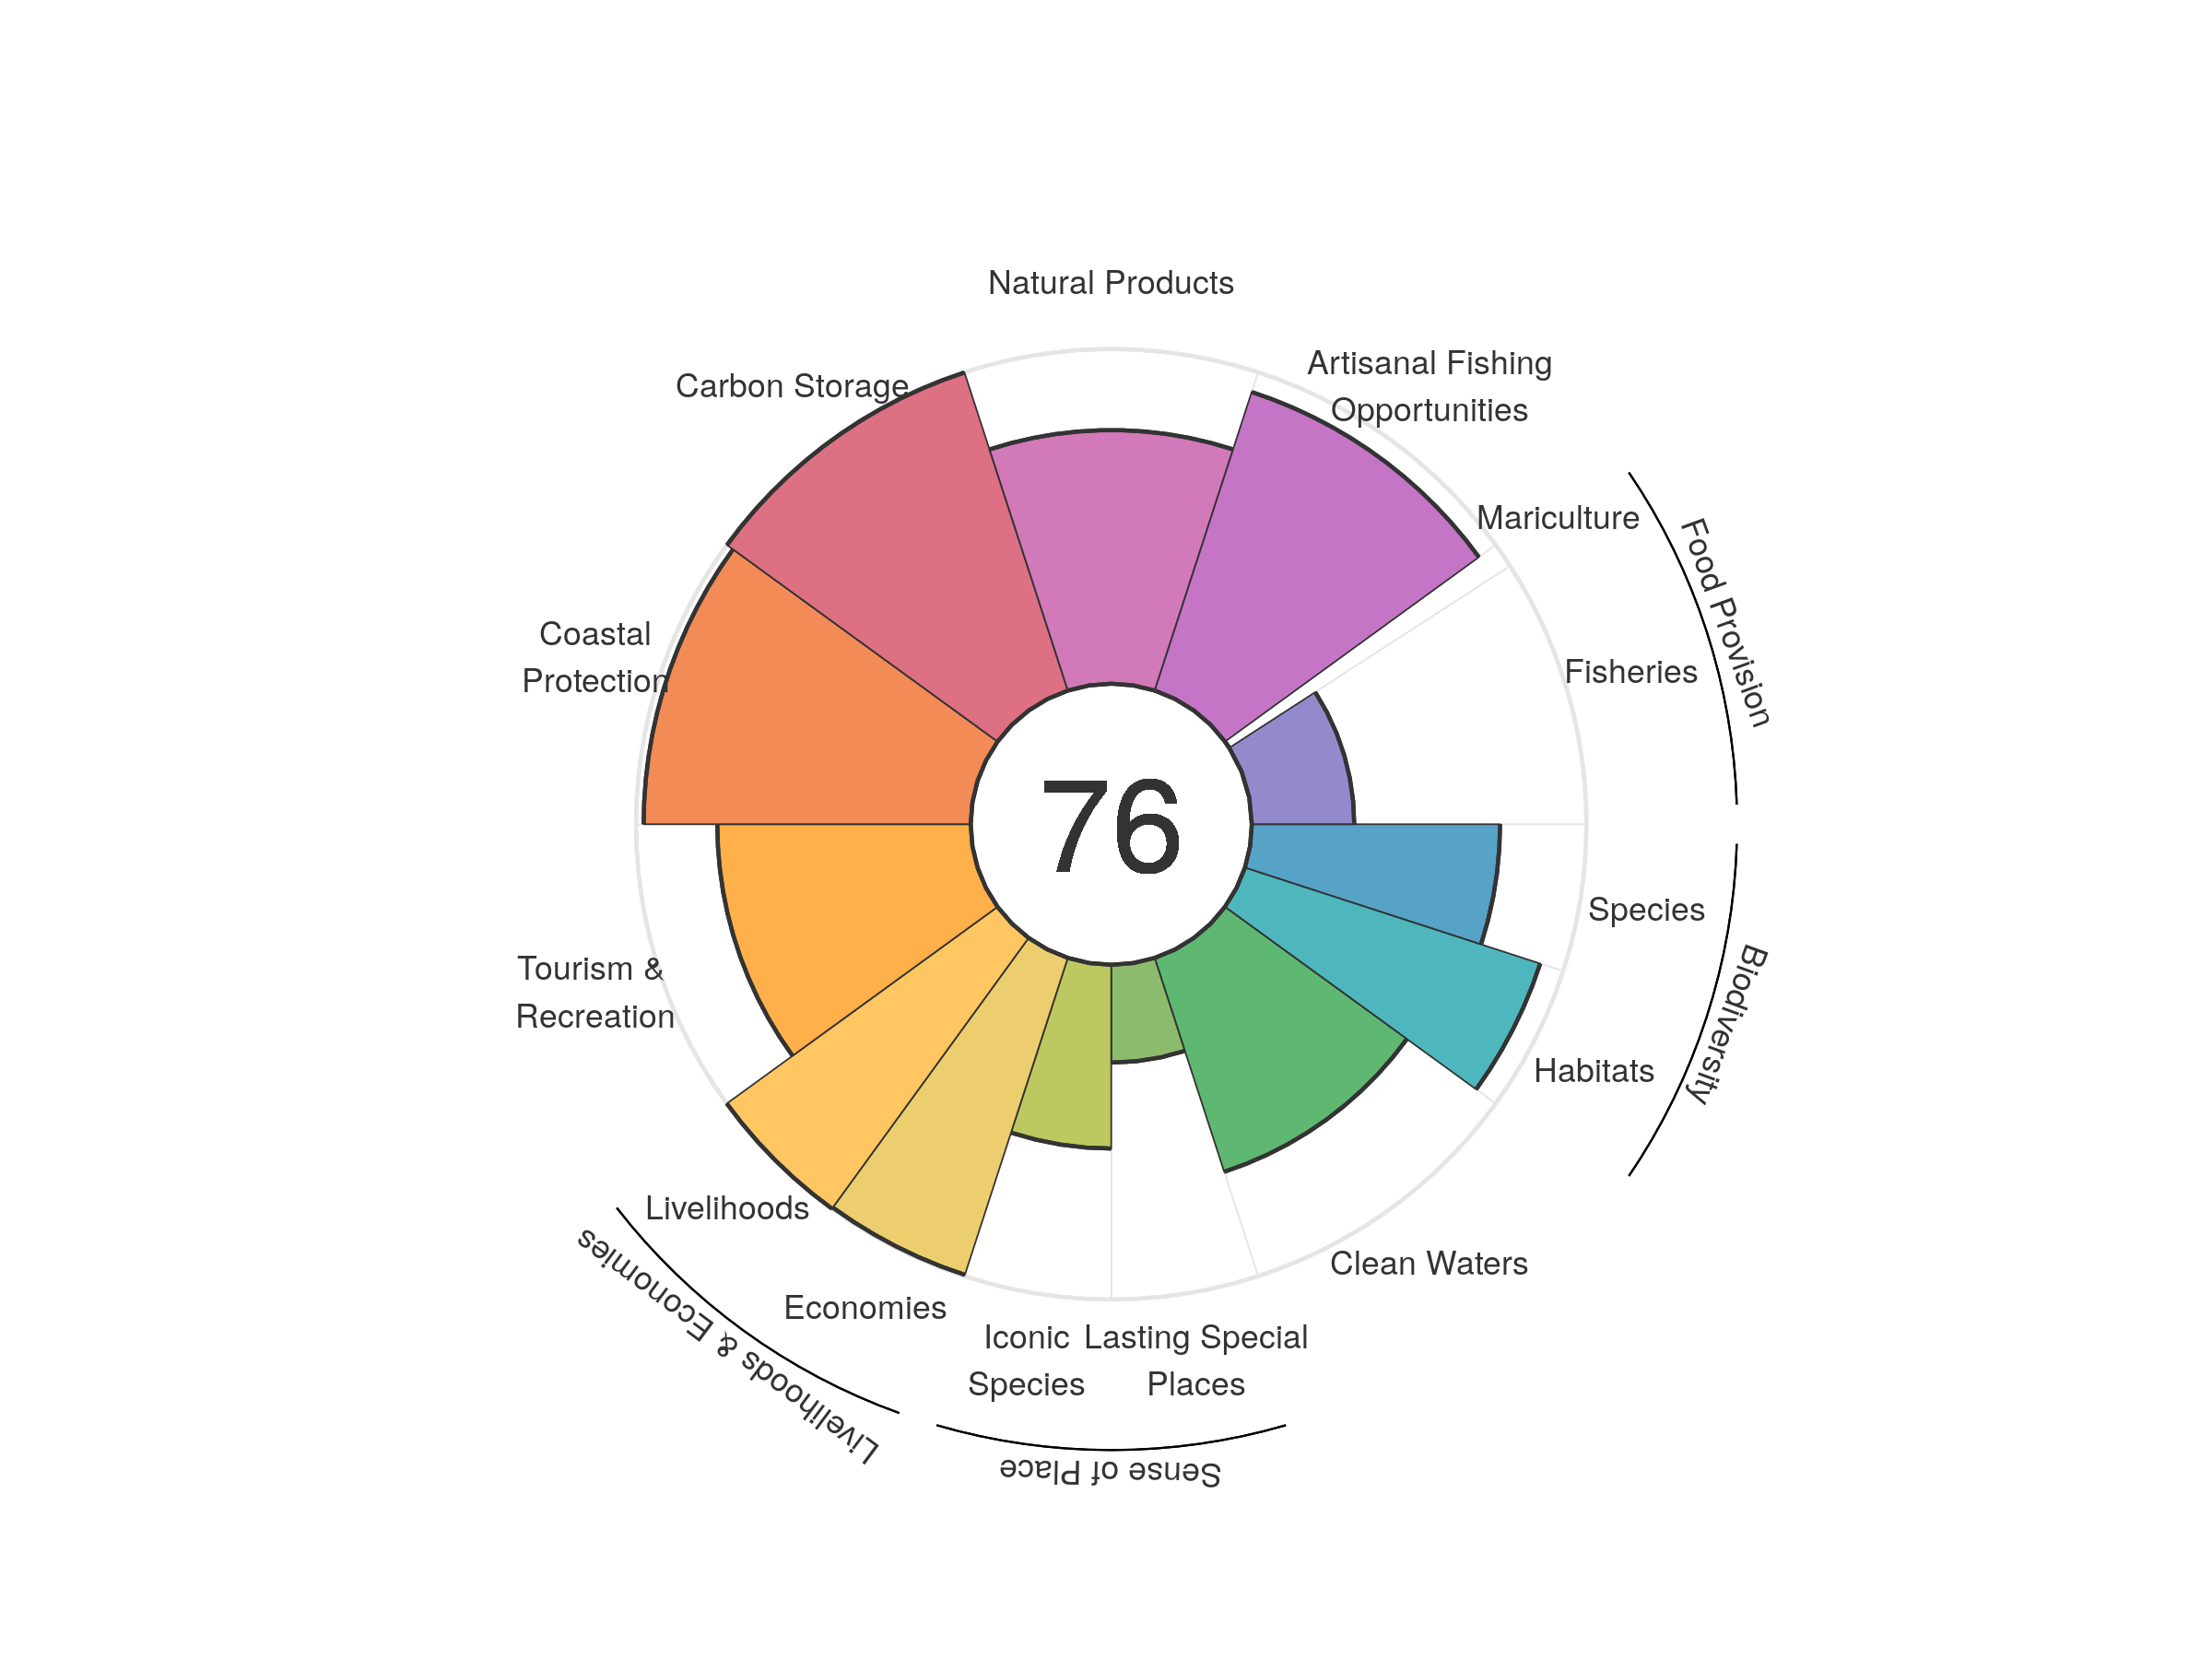 Natural Products
Artisanal Fishing
Opportunities
Carbon Storage
Mariculture
Food Provision
Fisheries
Coastal
Protection
76
Species
Biodiversity
Tourism &
Recreation
Habitats
Livelihoods
Clean Waters
Economies
Livelihoods & Economies
Iconic
Species
Lasting Special
Places
Sense of Place